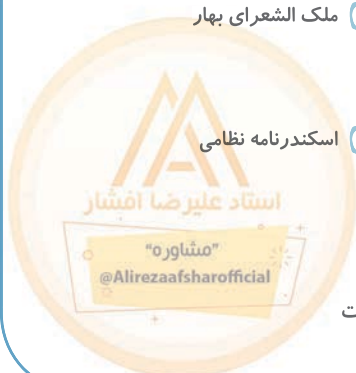 ملک الشعرای بهار
اسکندرنامه نظامی
استاد علیرضا افشار
"مشاوره"
@Alirezaafsharofficial
ت